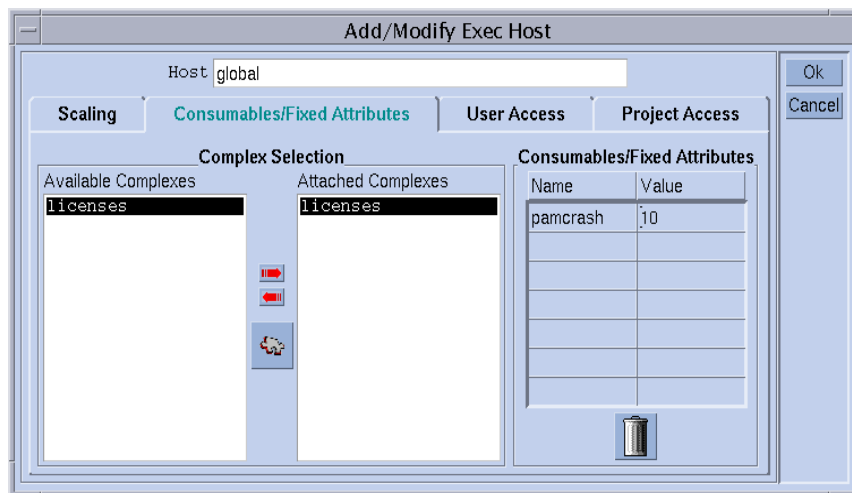 Add/Modify Exec Host
Host global
Ok
Cancel
Scaling
Consumables/Fixed Attributes
User Access
Project Access
Complex Selection
Available Complexes
licenses
Attached Complexes
licenses
Consumables/Fixed Attributes
Name Value
pamcrash 10